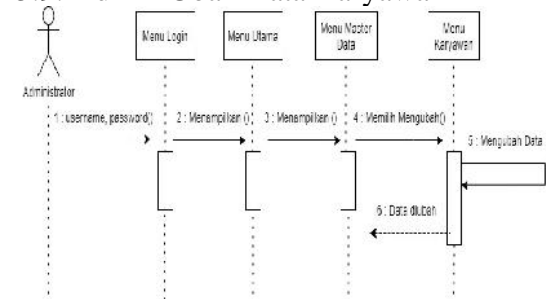 Menu Login
Menu Utama
Menu Master
Data
Menu
Karyawan
Administrator
1 : username, password()
2 : Menampilkan ()
3 : Menampilkan ()
4 : Memilih Mengubah()
5 : Mengubah Data
6 : Data diubah